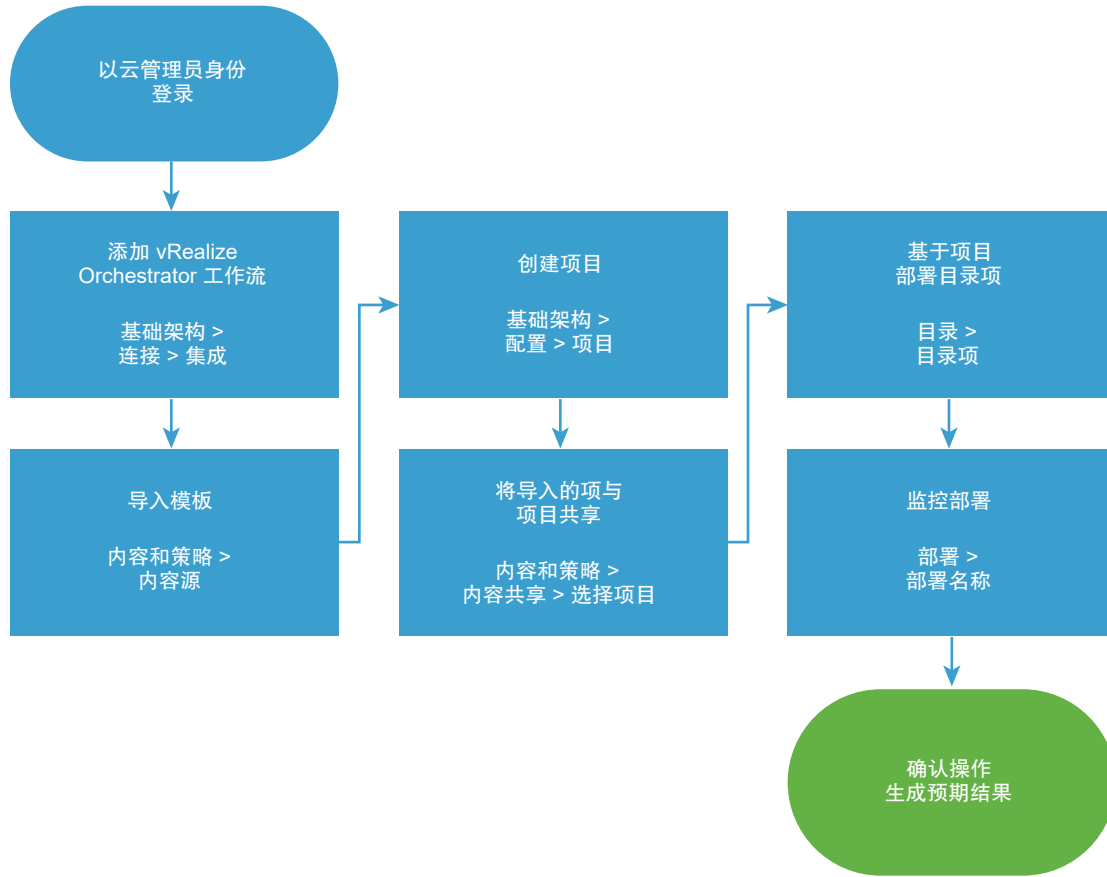 以云管理员身份
登录
添加 vRealize
Orchestrator 工作流
基础架构 >
连接 > 集成
导入模板
内容和策略 >
内容源
创建项目
基础架构 >
配置 > 项目
将导入的项与
项目共享
内容和策略 >
内容共享 > 选择项目
基于项目
部署目录项
目录 >
目录项
监控部署
部署 >
部署名称
确认操作
生成预期结果